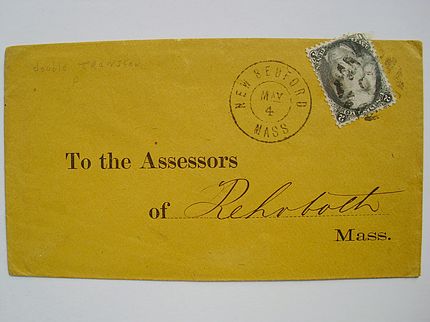 double TRANSfer
P
NEW BEDFORD
MAY
4
MASS
To the Assessors
of Rehoboth
Mass.